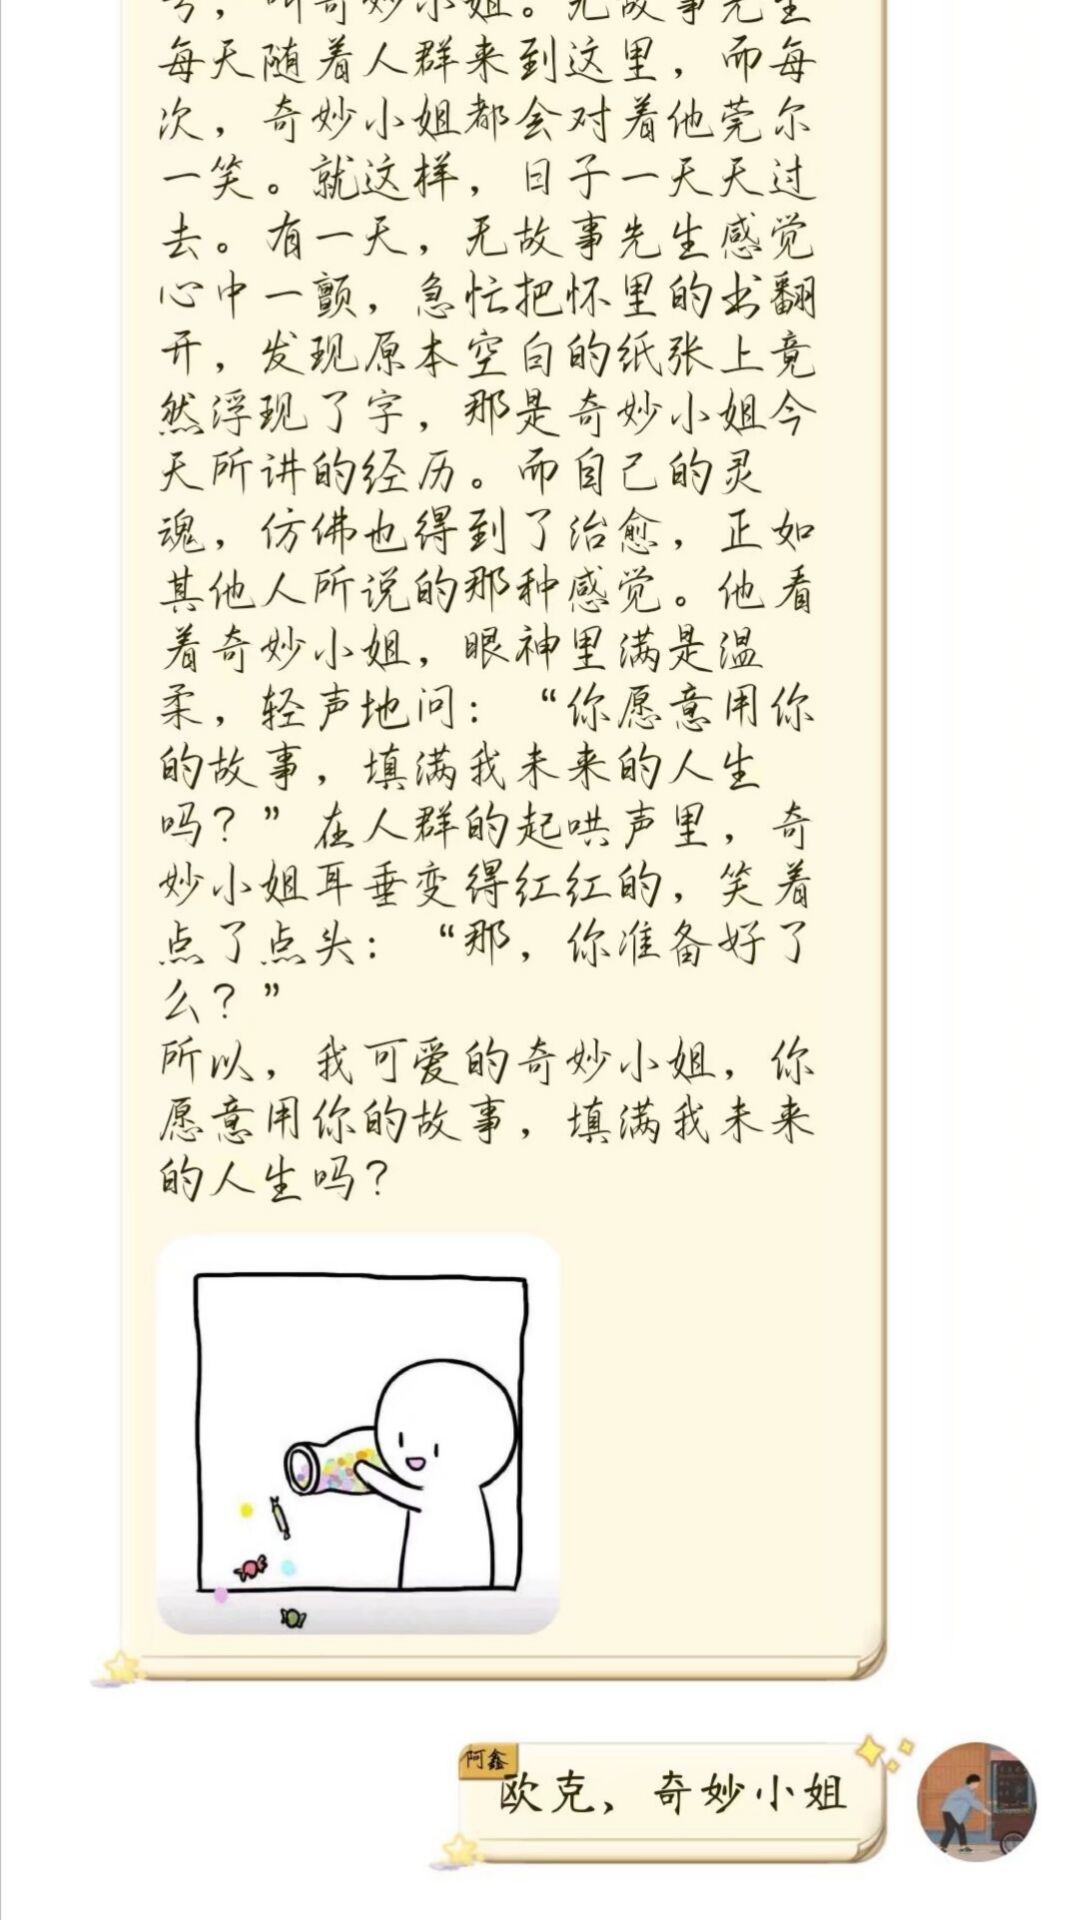 号，叫奇妙小姐。无故事先生
每天随着人群来到这里，而每
次，奇妙小姐都会对着他莞尔
一笑。就这样，日子一天天过
去。有一天，无故事先生感觉
心中一颤，急忙把怀里的书翻
开，发现原本空白的纸张上竟
然浮现了字，那是奇妙小姐今
天所讲的经历。而自己的灵
魂，仿佛也得到了治愈，正如
其他人所说的那种感觉。他看
着奇妙小姐，眼神里满是温
柔，轻声地问：“你愿意用你
的故事，填满我未来的人生
吗？”在人群的起哄声里，奇
妙小姐耳垂变得红红的，笑着
点了点头：“那，你准备好了
么？”
所以，我可爱的奇妙小姐，你
愿意用你的故事，填满我未来
的人生吗？
阿鑫
欧克，奇妙小姐